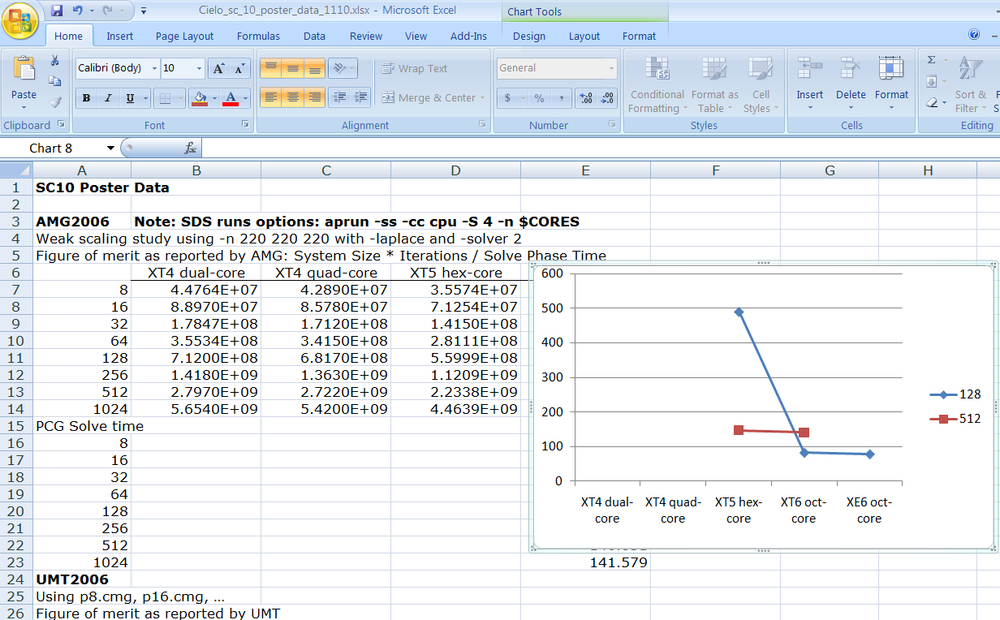 Cielo_sc_10_poster_data_1110.xlsx - Microsoft Excel
Chart Tools
Home Insert Page Layout Formulas Data Review View Add-Ins Design Layout Format
Calibri (Body) 10 A A Wrap Text General
Paste B I U A Merge & Center $ % , Conditional Formatting Format as Table Cell Styles Insert Delete Format Σ Sort & Filter
Clipboard Font Alignment Number Styles Cells Editing
Chart 8 fx
A B C D E F G H
1 SC10 Poster Data
2
3 AMG2006 Note: SDS runs options: aprun -ss -cc cpu -S 4 -n $CORES
4 Weak scaling study using -n 220 220 220 with -laplace and -solver 2
5 Figure of merit as reported by AMG: System Size * Iterations / Solve Phase Time
6 XT4 dual-core XT4 quad-core XT5 hex-core
7 8 4.4764E+07 4.2890E+07 3.5574E+07
8 16 8.8970E+07 8.5780E+07 7.1254E+07
9 32 1.7847E+08 1.7120E+08 1.4150E+08
10 64 3.5534E+08 3.4150E+08 2.8111E+08
11 128 7.1200E+08 6.8170E+08 5.5999E+08
12 256 1.4180E+09 1.3630E+09 1.1209E+09
13 512 2.7970E+09 2.7220E+09 2.2338E+09
14 1024 5.6540E+09 5.4200E+09 4.4639E+09
15 PCG Solve time
16 8
17 16
18 32
19 64
20 128
21 256
22 512
23 1024 141.579
24 UMT2006
25 Using p8.cmg, p16.cmg, ...
26 Figure of merit as reported by UMT
600
500
400
300
200
100
0
XT4 dual- XT4 quad- XT5 hex- XT6 oct- XE6 oct-
core core core core core
128
512